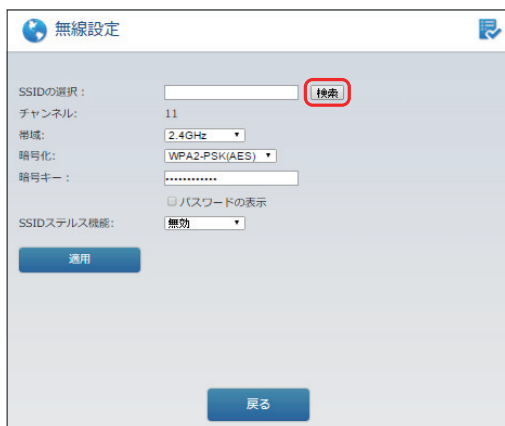 無線設定
SSIDの選択： 検索
チャンネル: 11
帯域: 2.4GHz
暗号化: WPA2-PSK(AES)
暗号キー： ••••••••••••
パスワードの表示
SSIDステルス機能: 無効
適用
戻る